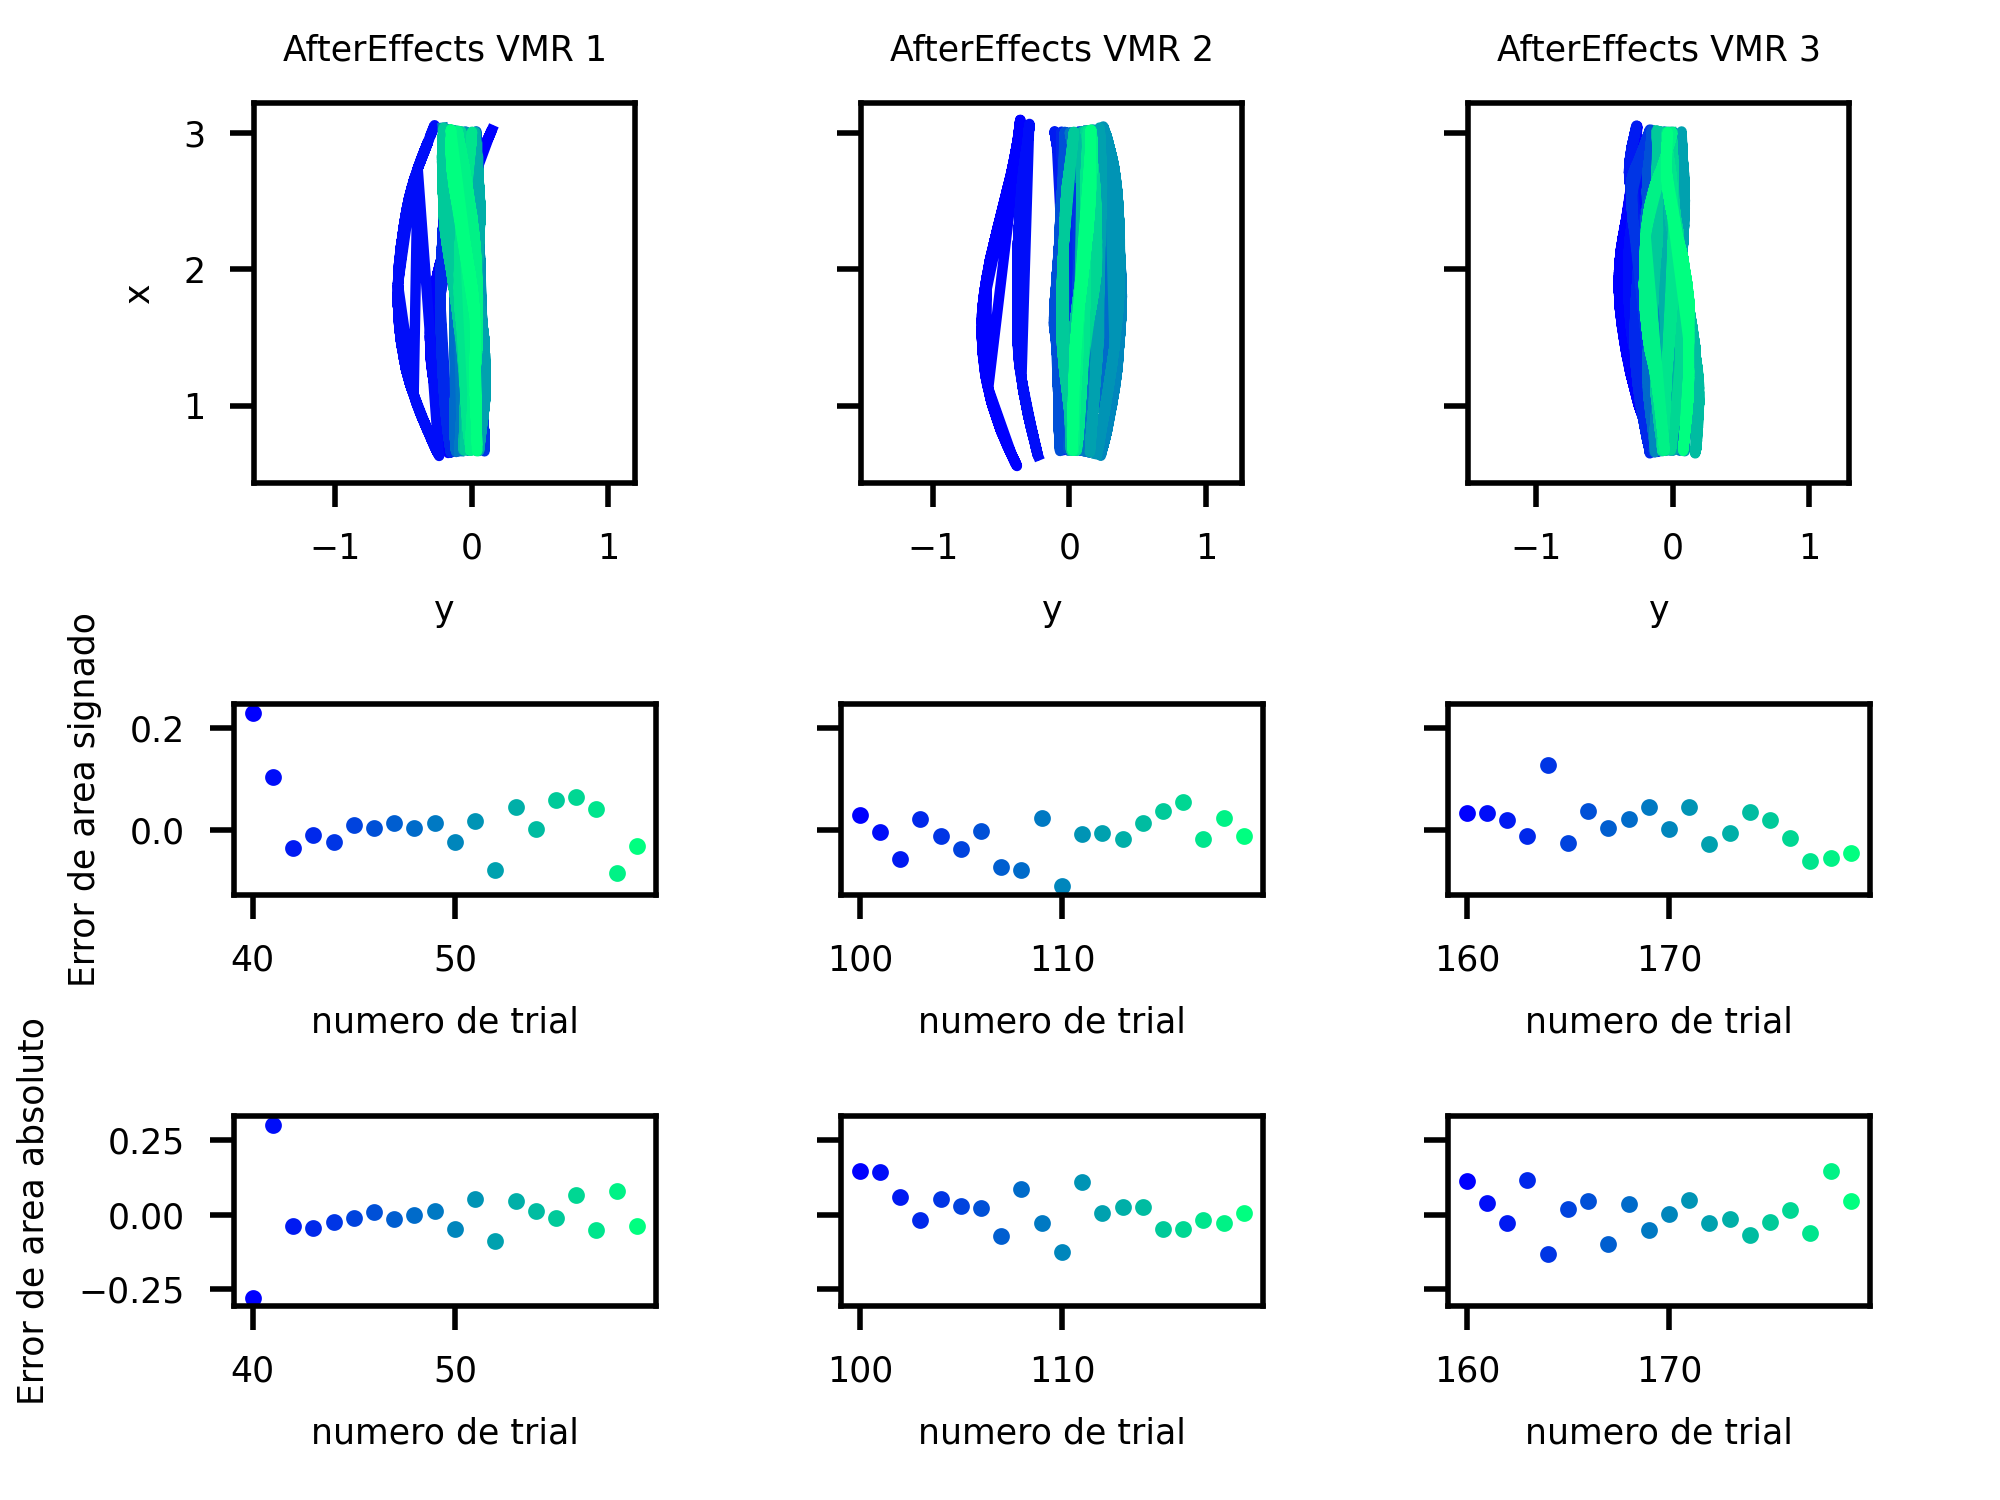 AfterEffects VMR 1
AfterEffects VMR 2
AfterEffects VMR 3
x
3
2
1
−1 0 1
−1 0 1
−1 0 1
y
y
y
Error de area signado
0.2
0.0
40 50
100 110
160 170
numero de trial
numero de trial
numero de trial
Error de area absoluto
0.25
0.00
−0.25
40 50
100 110
160 170
numero de trial
numero de trial
numero de trial